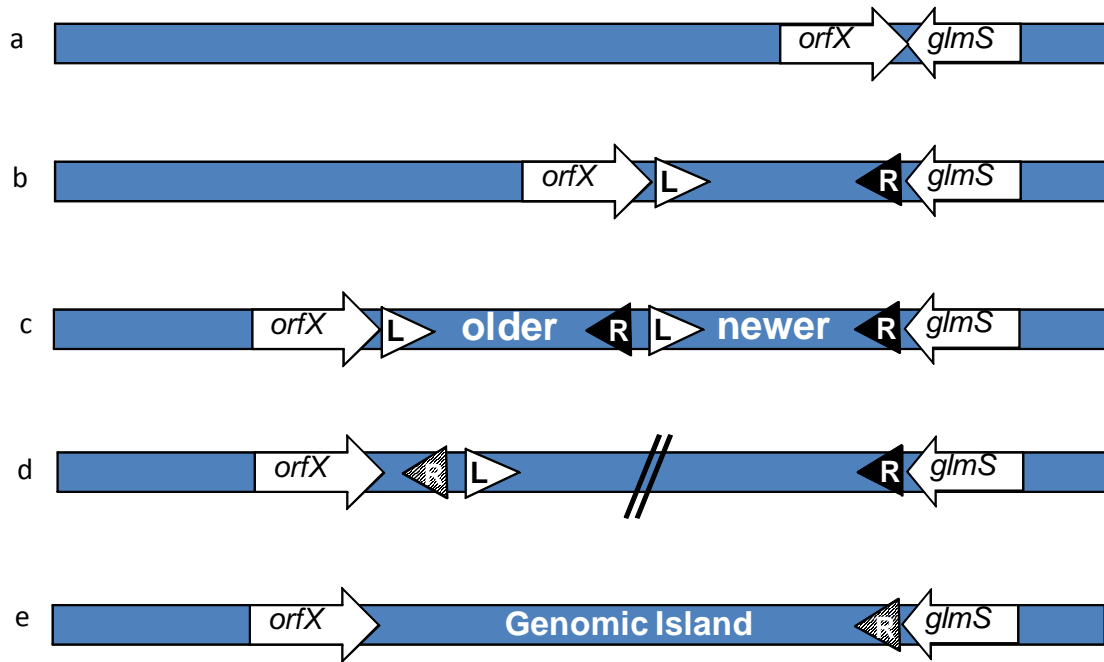 a orfX glmS
b orfX L R glmS
c orfX L older R L newer R glmS
d orfX R L R glmS
e orfX Genomic Island R glmS